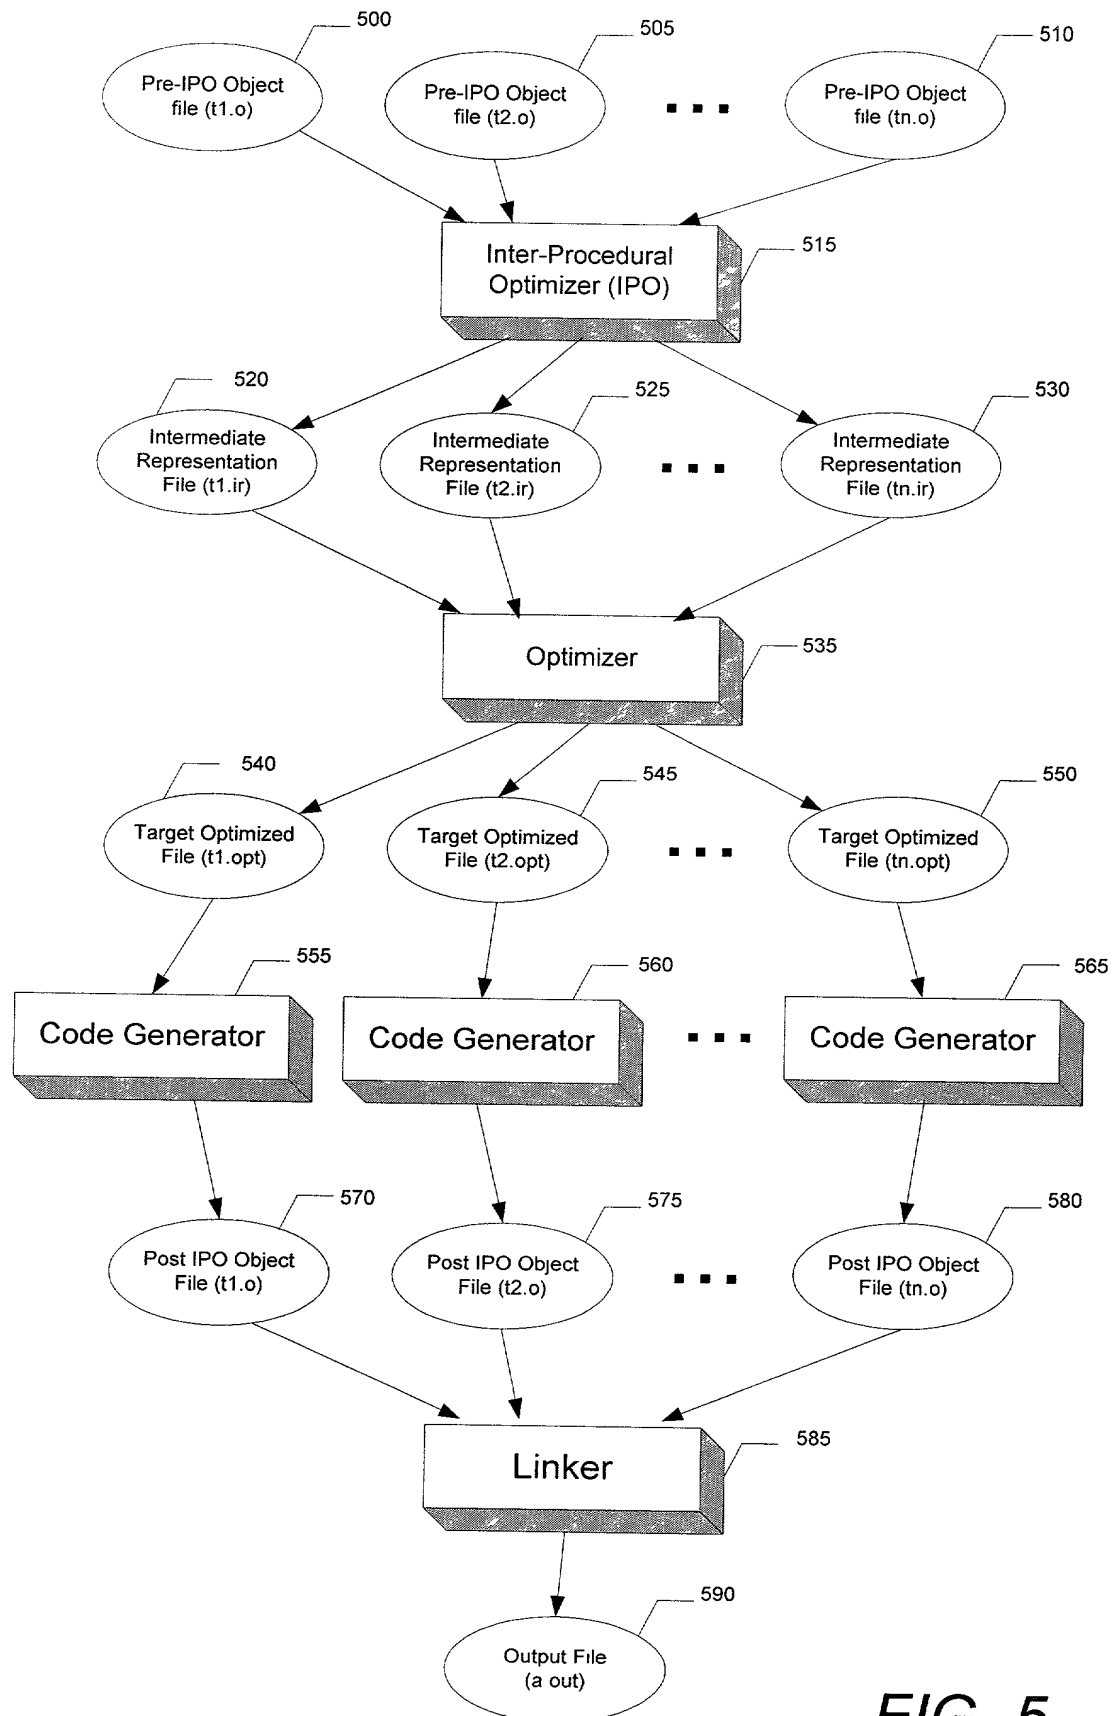 500
505
510
Pre-IPO Object
file (t1.o)
Pre-IPO Object
file (t2.o)
Pre-IPO Object
file (tn.o)
515
Inter-Procedural
Optimizer (IPO)
520
525
530
Intermediate
Representation
File (t1.ir)
Intermediate
Representation
File (t2.ir)
Intermediate
Representation
File (tn.ir)
535
Optimizer
540
545
550
Target Optimized
File (t1.opt)
Target Optimized
File (t2.opt)
Target Optimized
File (tn.opt)
555
560
565
Code Generator
Code Generator
Code Generator
570
575
580
Post IPO Object
File (t1.o)
Post IPO Object
File (t2.o)
Post IPO Object
File (tn.o)
585
Linker
590
Output File
(a out)
FIG. 5